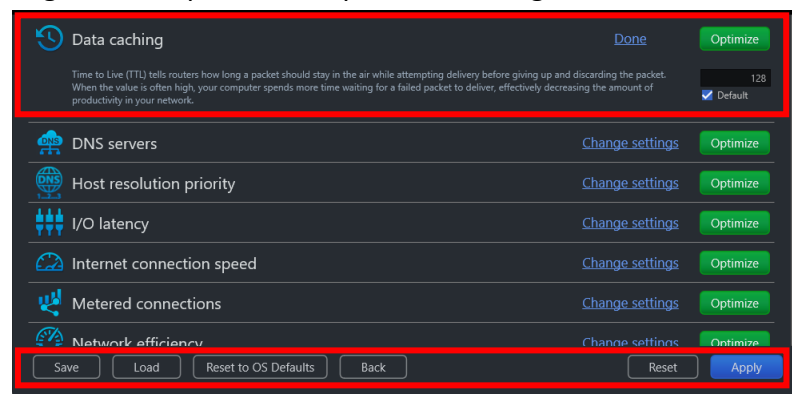 Data caching Done Optimize
Time to Live (TTL) tells routers how long a packet should stay in the air while attempting delivery before giving up and discarding the packet. 128
When the value is often high, your computer spends more time waiting for a failed packet to deliver, effectively decreasing the amount of Default
productivity in your network.
DNS DNS servers Change settings Optimize
DNS Host resolution priority Change settings Optimize
I/O latency Change settings Optimize
Internet connection speed Change settings Optimize
Metered connections Change settings Optimize
Network efficiency Change settings Optimize
Save Load Reset to OS Defaults Back Reset Apply